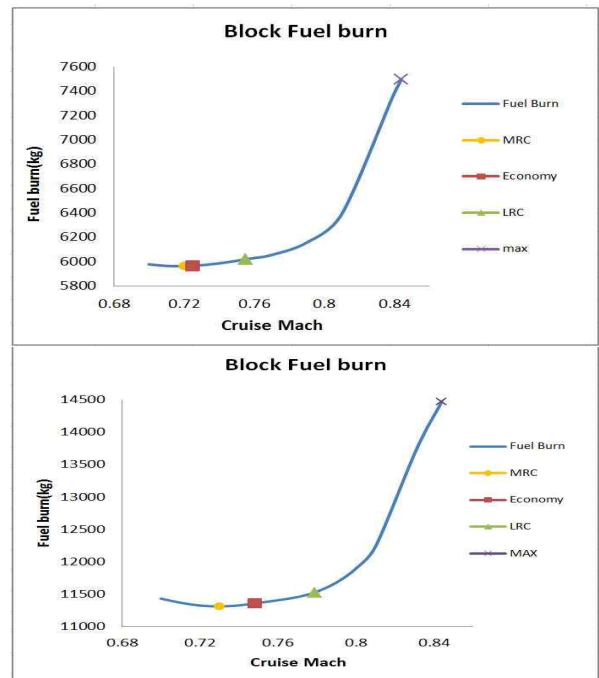 Block Fuel burn
7600
7400
7200
7000
6800
6600
6400
6200
6000
5800
0.68 0.72 0.76 0.8 0.84
Fuel burn(kg)
Cruise Mach
Fuel Burn
MRC
Economy
LRC
max
Block Fuel burn
14500
14000
13500
13000
12500
12000
11500
11000
0.68 0.72 0.76 0.8 0.84
Fuel burn(kg)
Cruise Mach
Fuel Burn
MRC
Economy
LRC
MAX